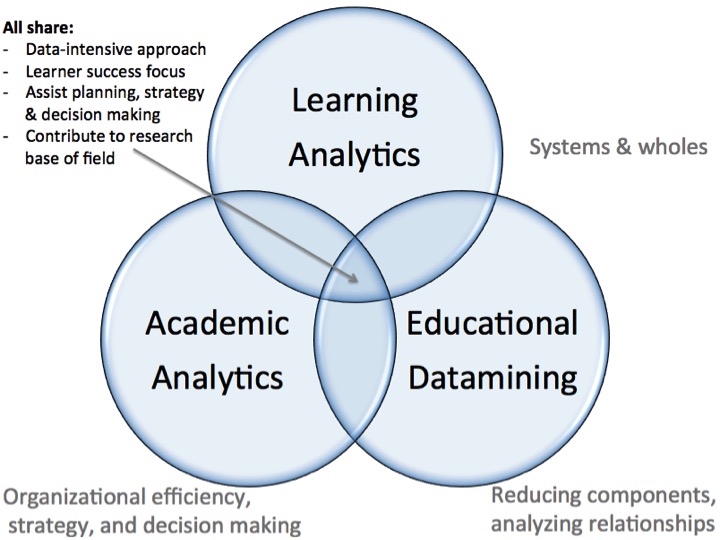 All share:
- Data-intensive approach
- Learner success focus
- Assist planning, strategy
& decision making
- Contribute to research
base of field
Learning
Analytics
Systems & wholes
Academic
Analytics
Educational
Datamining
Organizational efficiency,
strategy, and decision making
Reducing components,
analyzing relationships